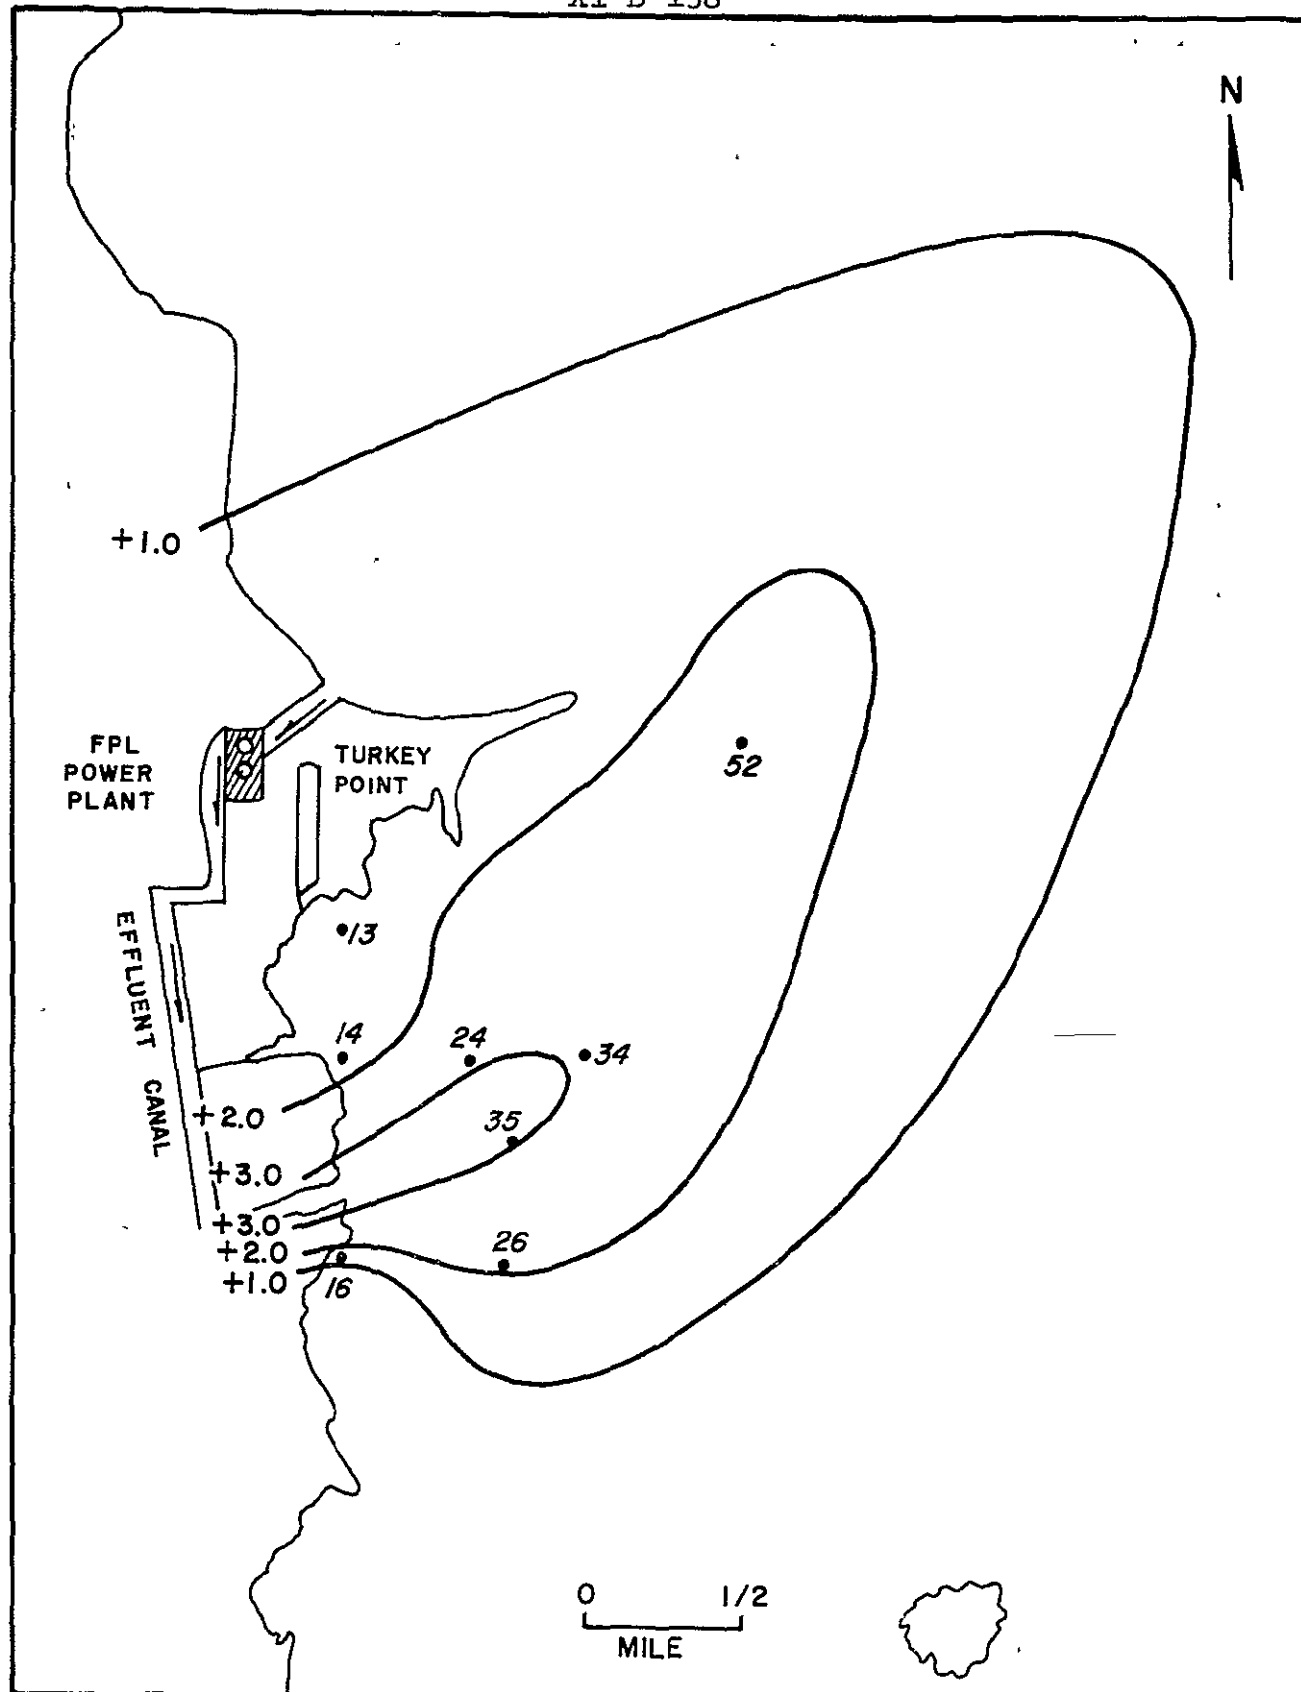 N
+1.0
FPL
POWER
PLANT
TURKEY
POINT
52
13
EFFLUENT CANAL
14
24
34
+2.0
35
+3.0
+3.0
+2.0
26
+1.0
16
0 1/2
MILE